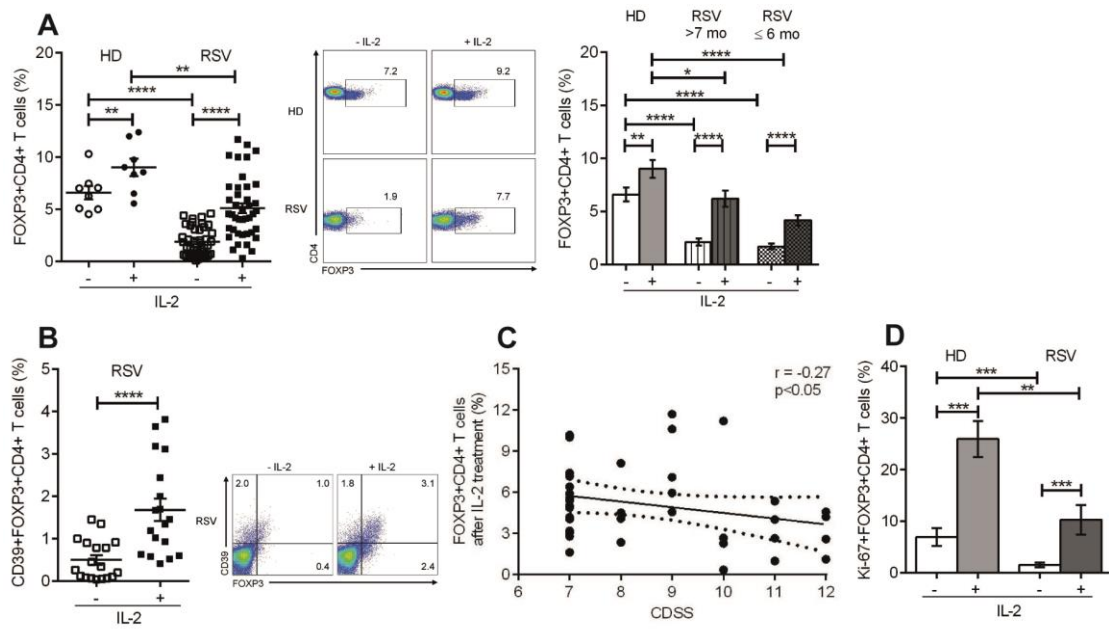 A
HD RSV
FOXP3+CD4+ T cells (%)
20
15
10
5
0
**
****
** ****
- + - +
IL-2
- IL-2 + IL-2
HD
7.2 9.2
RSV
1.9 7.7
CD4
FOXP3
HD RSV >7 mo RSV ≤ 6 mo
FOXP3+CD4+ T cells (%)
20
15
10
5
0
****
*
****
****
** **** ****
- + - + - +
IL-2
B
RSV
CD39+FOXP3+CD4+ T cells (%)
5
4
3
2
1
0
****
- +
IL-2
- IL-2 + IL-2
RSV
2.0 1.0 1.8 3.1
0.4 2.4
CD39
FOXP3
C
FOXP3+CD4+ T cells
after IL-2 treatment (%)
15
12
9
6
3
0
r = -0.27
p<0.05
6 7 8 9 10 11 12
CDSS
D
HD RSV
Ki-67+FOXP3+CD4+ T cells (%)
40
30
20
10
0
***
**
*** ***
- + - +
IL-2